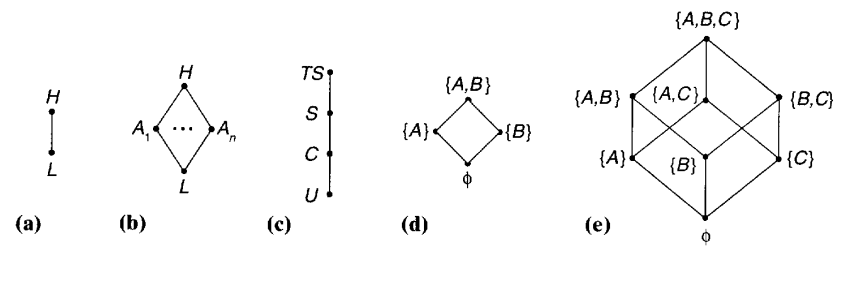 H
L
(a)
H
A₁ ... Aₙ
L
(b)
TS
S
C
U
(c)
{A,B}
{A} {B}
ϕ
(d)
{A,B,C}
{A,B} {A,C} {B,C}
{A} {B} {C}
ϕ
(e)